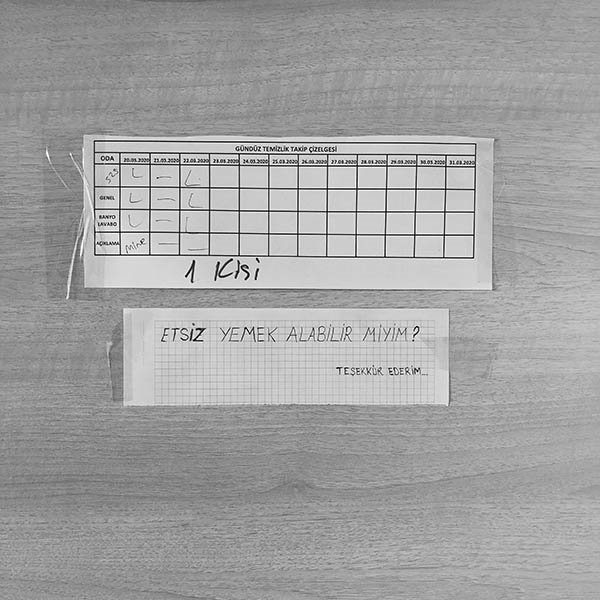 GÜNDÜZ TEMİZLİK TAKİP ÇİZELGESİ
ODA 20.03.2020 21.03.2020 22.03.2020 23.03.2020 24.03.2020 25.03.2020 26.03.2020 27.03.2020 28.03.2020 29.03.2020 30.03.2020 31.03.2020
525 L — L
GENEL L — L
BANYO
LAVABO L — L
AÇIKLAMA Mine — —
1 Kişi
ETSİZ YEMEK ALABİLİR MİYİM?
TEŞEKKÜR EDERİM...